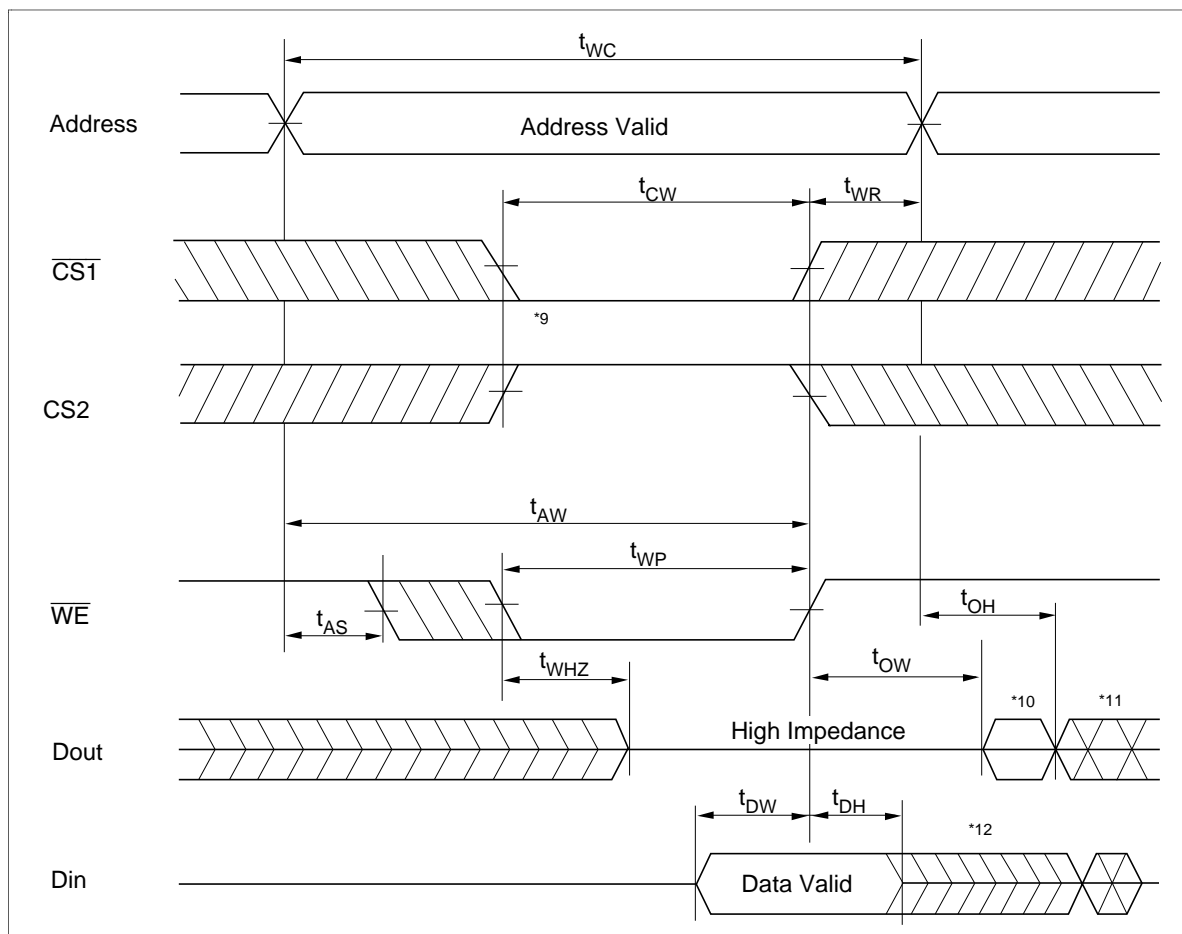 tWC
Address
Address Valid
tCW
tWR
CS1
*9
CS2
tAW
tWP
WE
tAS
tOH
tWHZ
tOW
*10
*11
Dout
High Impedance
tDW
tDH
*12
Din
Data Valid